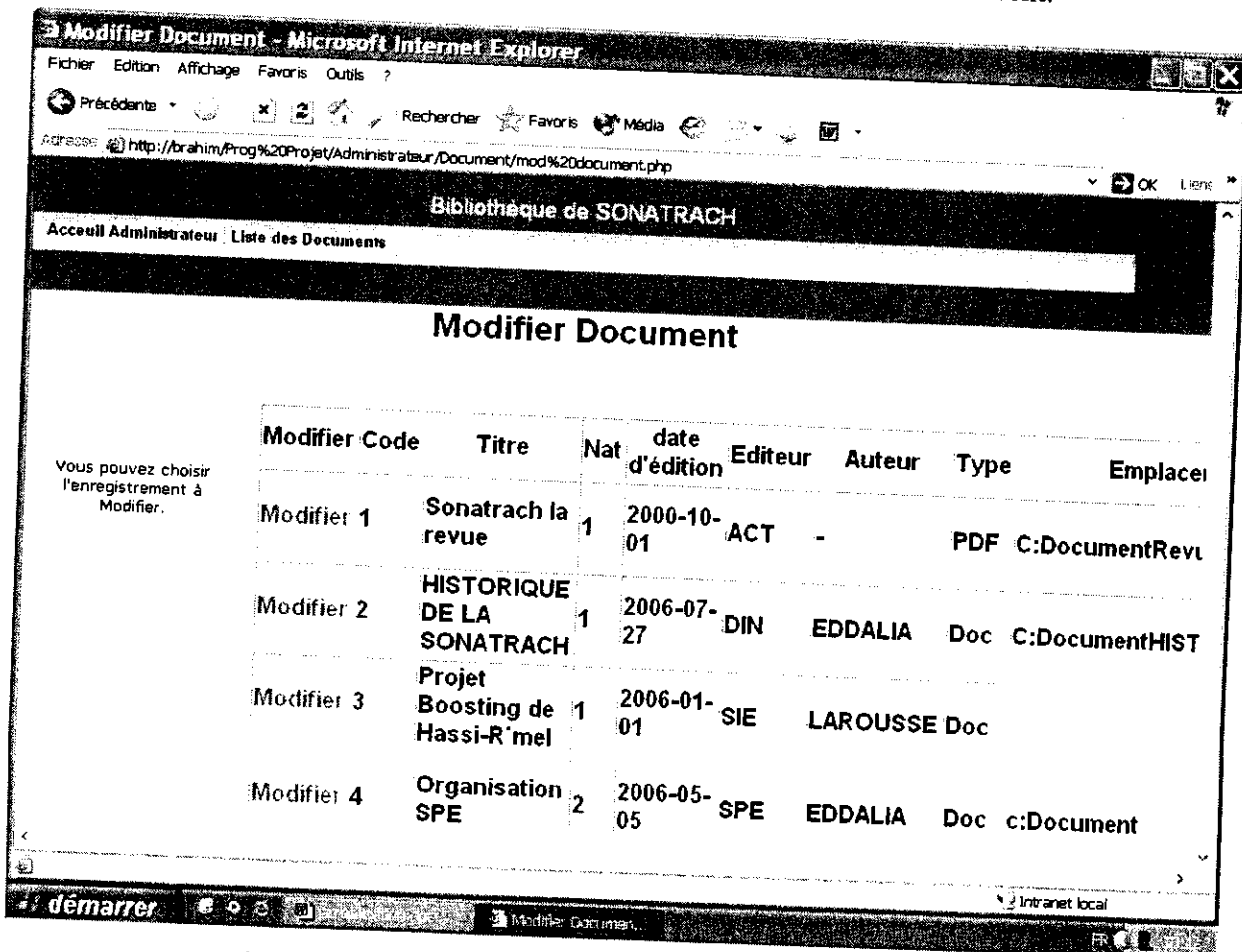 Modifier Document - Microsoft Internet Explorer
Fichier Edition Affichage Favoris Outils ?
Précédente Rechercher Favoris Média
Adresse http://brahim/Prog%20Projet/Administrateur/Document/mod%20document.php OK Liens
Bibliothèque de SONATRACH
Acceuil Administrateur Liste des Documents
Modifier Document
Vous pouvez choisir
l'enregistrement à
Modifier.
Modifier Code Titre Nat date d'édition Editeur Auteur Type Emplacer
Modifier 1 Sonatrach la revue 1 2000-10-01 ACT - PDF C:DocumentRevu
Modifier 2 HISTORIQUE DE LA SONATRACH 1 2006-07-27 DIN EDDALIA Doc C:DocumentHIST
Modifier 3 Projet Boosting de Hassi-R'mel 1 2006-01-01 SIE LAROUSSE Doc
Modifier 4 Organisation SPE 2 2006-05-05 SPE EDDALIA Doc c:Document
Intranet local
démarrer Modifier Documen... FR